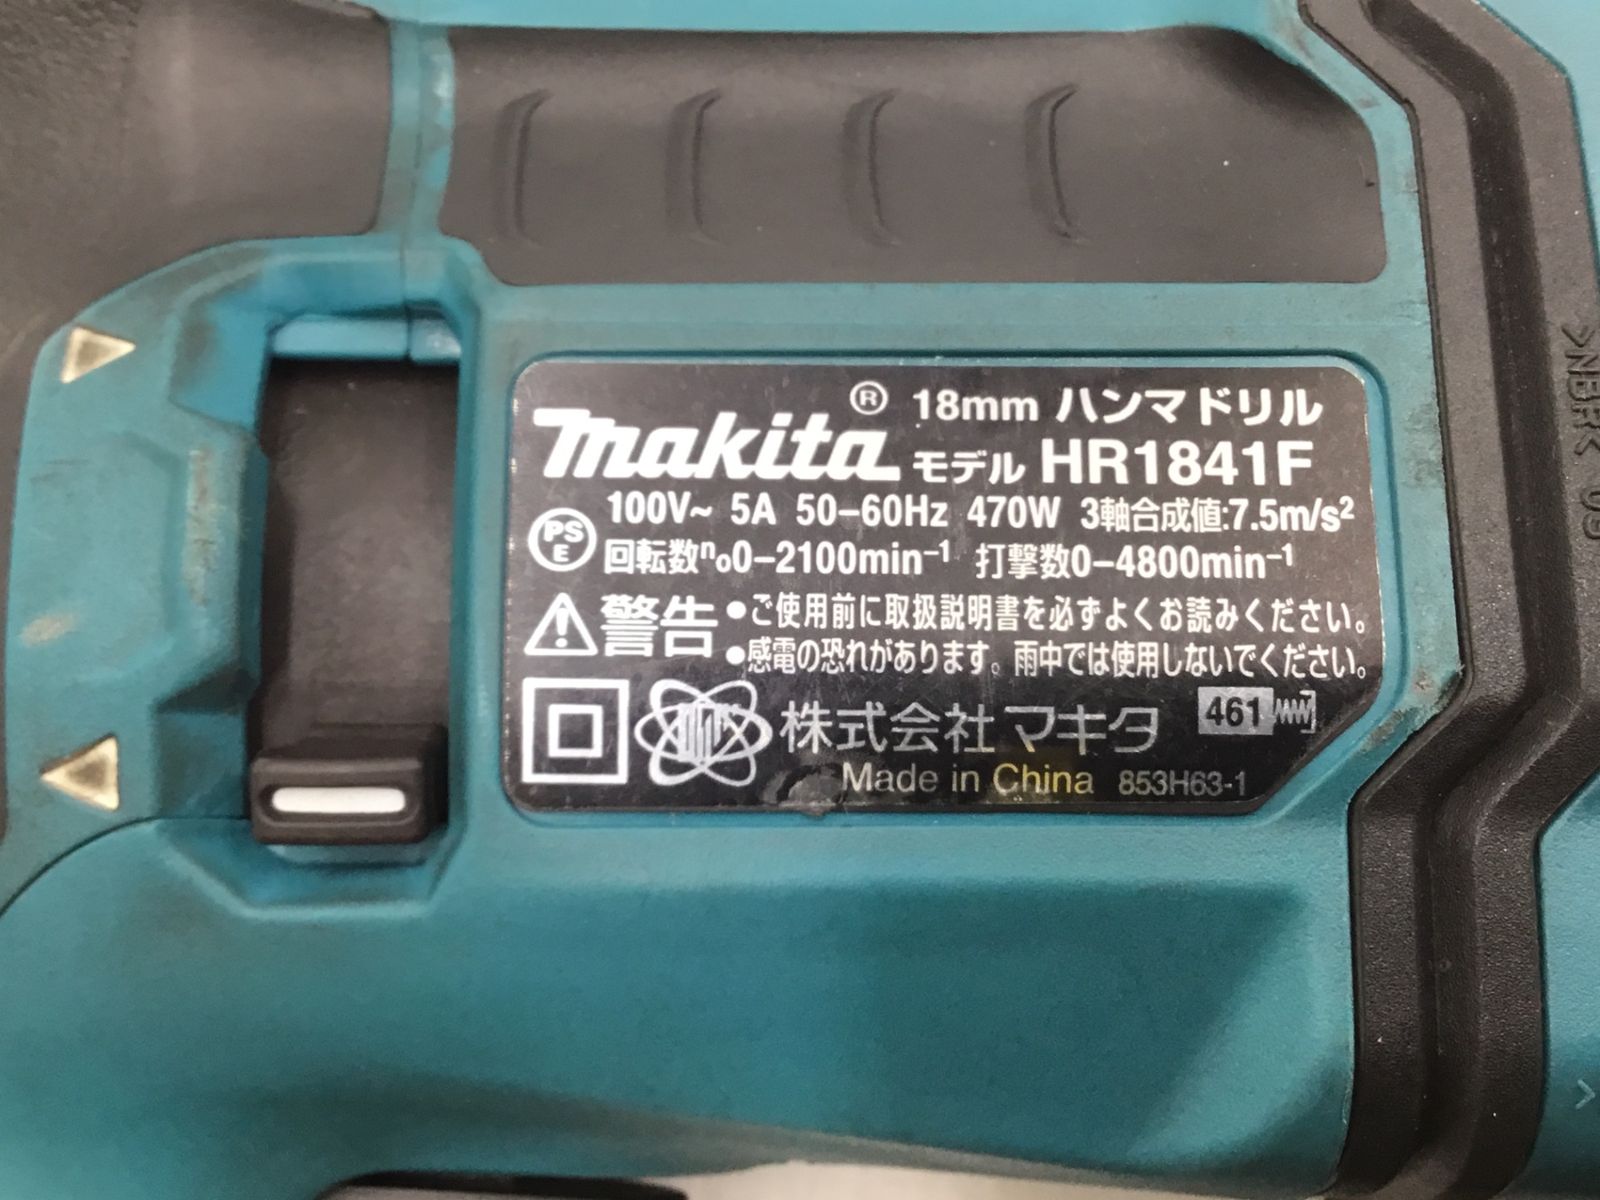 makita® 18mm ハンマドリル
モデル HR1841F
PS E 100V~ 5A 50-60Hz 470W 3軸合成値:7.5m/s²
回転数n₀0-2100min⁻¹ 打撃数0-4800min⁻¹
警告 ●ご使用前に取扱説明書を必ずよくお読みください。
●感電の恐れがあります。雨中では使用しないでください。
株式会社マキタ 461
Made in China 853H63-1
>NBRK